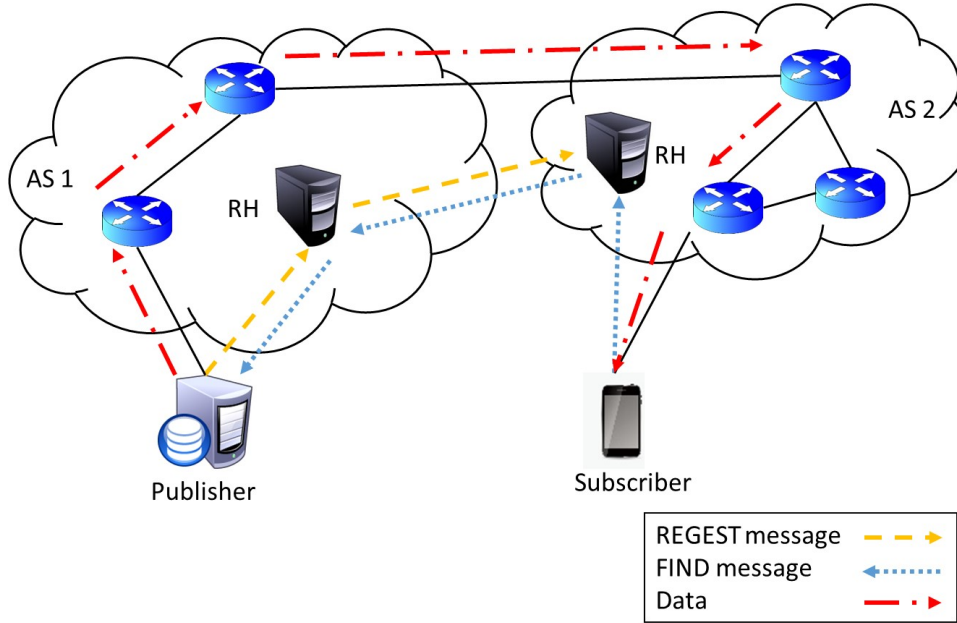 AS 1
RH
RH
AS 2
Publisher
Subscriber
REGEST message
FIND message
Data